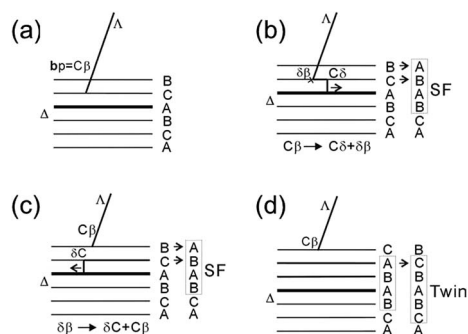 (a)
Λ
bp=Cβ
B
C
Δ
A
B
C
A
(b)
Λ
δβ Cδ
B → A
C → B
Δ
A A
B B
SF
C C
A A
Cβ → Cδ+δβ
(c)
Λ
Cβ
δC
B → A
C → B
Δ
A A
B B
SF
C C
A A
δβ → δC+Cβ
(d)
Λ
Cβ
C B
A → C
C B
Δ
A A
B B
Twin
C C
A A